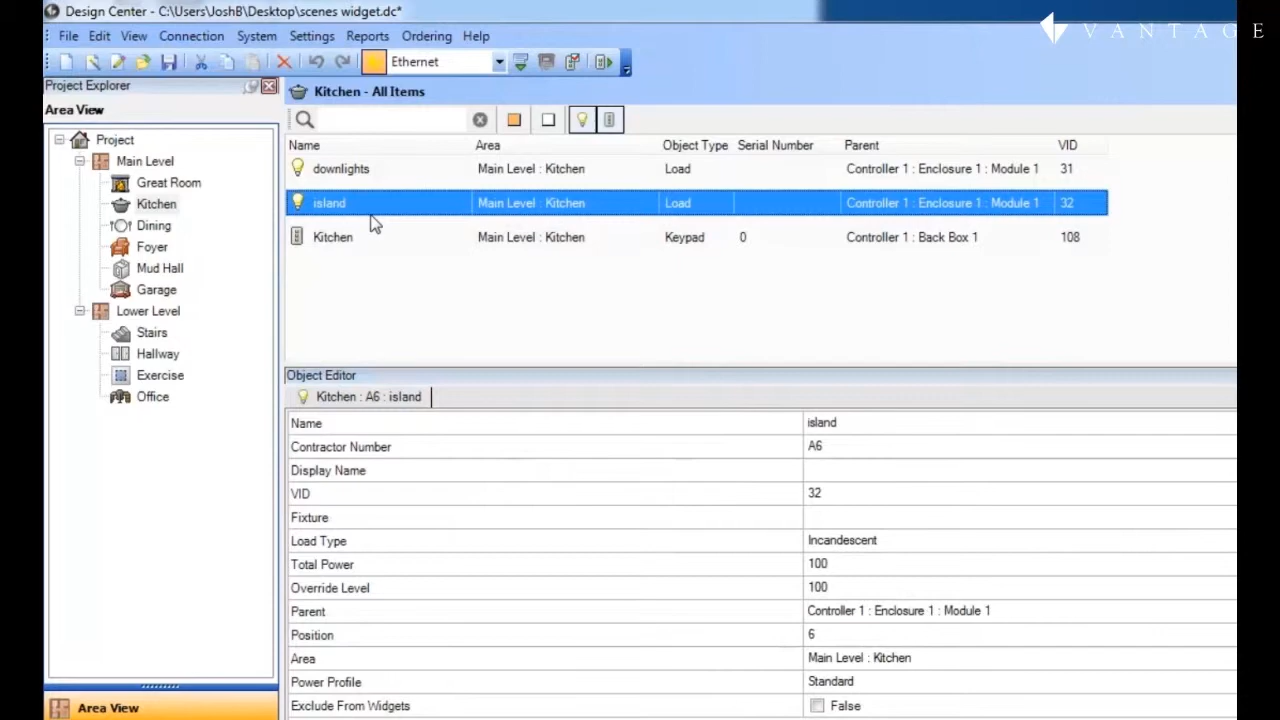 Design Center - C:\Users\JoshB\Desktop\scenes widget.dc*
VANTAGE
File Edit View Connection System Settings Reports Ordering Help
Ethernet
Project Explorer
Area View
Project
Main Level
Great Room
Kitchen
Dining
Foyer
Mud Hall
Garage
Lower Level
Stairs
Hallway
Exercise
Office
Area View
Kitchen - All Items
Name Area Object Type Serial Number Parent VID
downlights Main Level : Kitchen Load Controller 1 : Enclosure 1 : Module 1 31
island Main Level : Kitchen Load Controller 1 : Enclosure 1 : Module 1 32
Kitchen Main Level : Kitchen Keypad 0 Controller 1 : Back Box 1 108
Object Editor
Kitchen : A6 : island
Name island
Contractor Number A6
Display Name
VID 32
Fixture
Load Type Incandescent
Total Power 100
Override Level 100
Parent Controller 1 : Enclosure 1 : Module 1
Position 6
Area Main Level : Kitchen
Power Profile Standard
Exclude From Widgets False